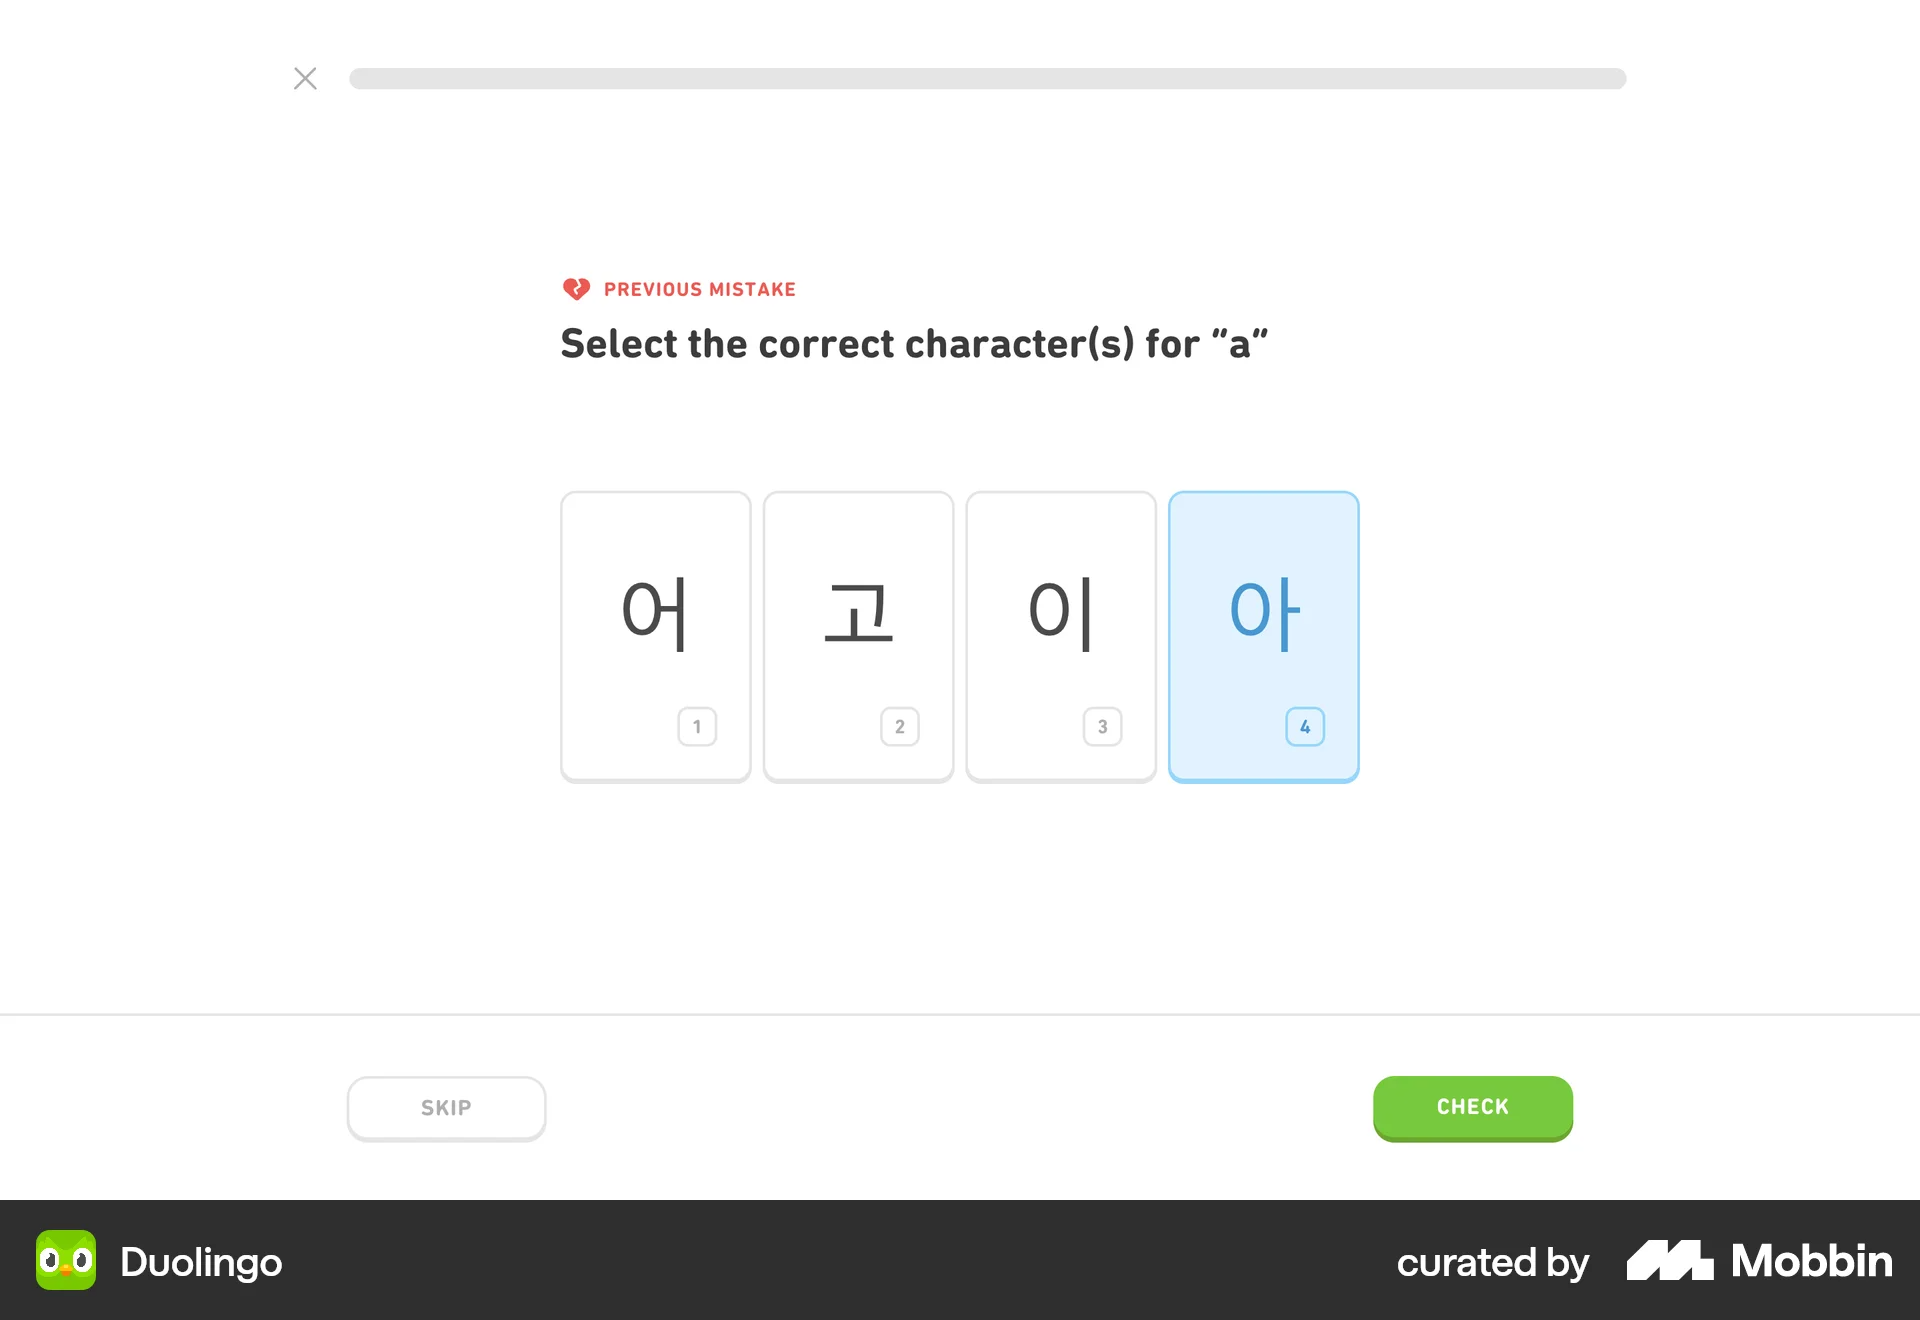 PREVIOUS MISTAKE
Select the correct character(s) for “a”
어 고 이 아
1 2 3 4
SKIP CHECK
Duolingo curated by Mobbin